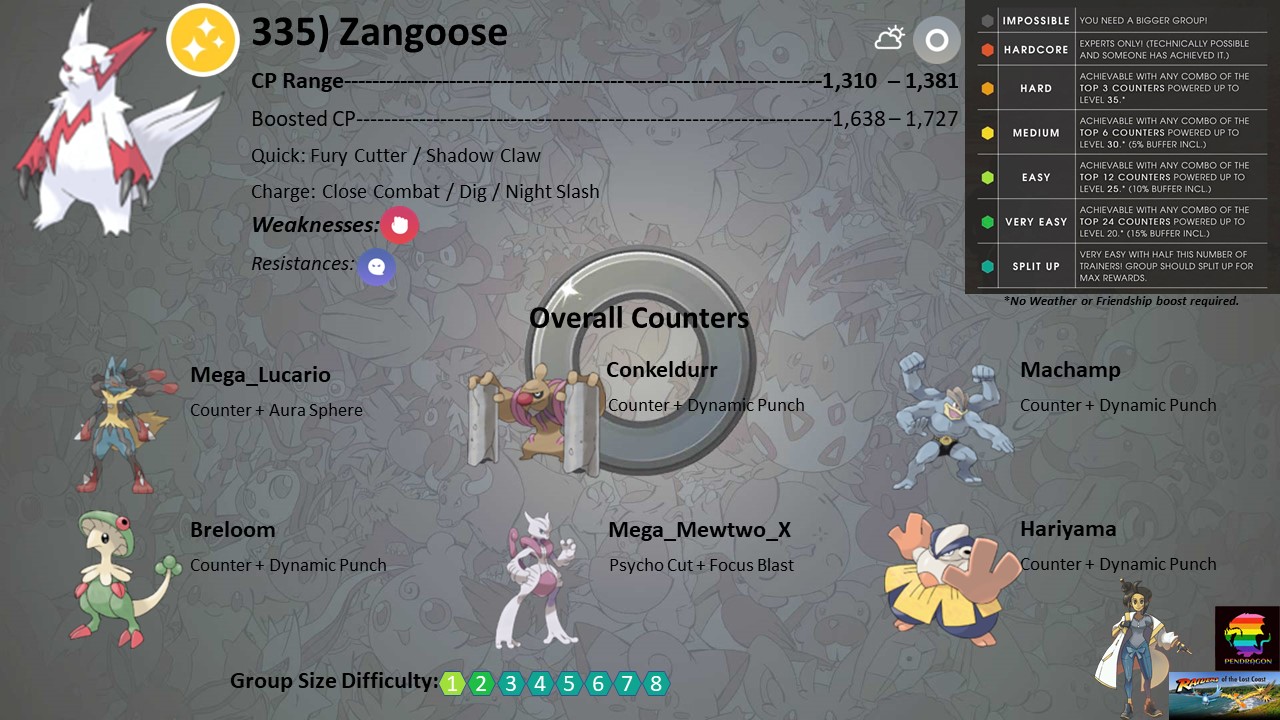 335) Zangoose
CP Range--------------------------------------------------------------------1,310 – 1,381
Boosted CP--------------------------------------------------------------------1,638 – 1,727
Quick: Fury Cutter / Shadow Claw
Charge: Close Combat / Dig / Night Slash
Weaknesses:
Resistances:
IMPOSSIBLE YOU NEED A BIGGER GROUP!
HARDCORE EXPERTS ONLY! (TECHNICALLY POSSIBLE
AND SOMEONE HAS ACHIEVED IT.)
HARD ACHIEVABLE WITH ANY COMBO OF THE
TOP 3 COUNTERS POWERED UP TO
LEVEL 35.*
MEDIUM ACHIEVABLE WITH ANY COMBO OF THE
TOP 6 COUNTERS POWERED UP TO
LEVEL 30.* (5% BUFFER INCL.)
EASY ACHIEVABLE WITH ANY COMBO OF THE
TOP 12 COUNTERS POWERED UP TO
LEVEL 25.* (10% BUFFER INCL.)
VERY EASY ACHIEVABLE WITH ANY COMBO OF THE
TOP 24 COUNTERS POWERED UP TO
LEVEL 20.* (15% BUFFER INCL.)
SPLIT UP VERY EASY WITH HALF THIS NUMBER OF
TRAINERS! GROUP SHOULD SPLIT UP FOR
MAX REWARDS.
*No Weather or Friendship boost required.
Overall Counters
Mega_Lucario
Counter + Aura Sphere
Conkeldurr
Counter + Dynamic Punch
Machamp
Counter + Dynamic Punch
Breloom
Counter + Dynamic Punch
Mega_Mewtwo_X
Psycho Cut + Focus Blast
Hariyama
Counter + Dynamic Punch
Group Size Difficulty: 1 2 3 4 5 6 7 8
PENDRAGON
RAIDERS of the Lost Coast